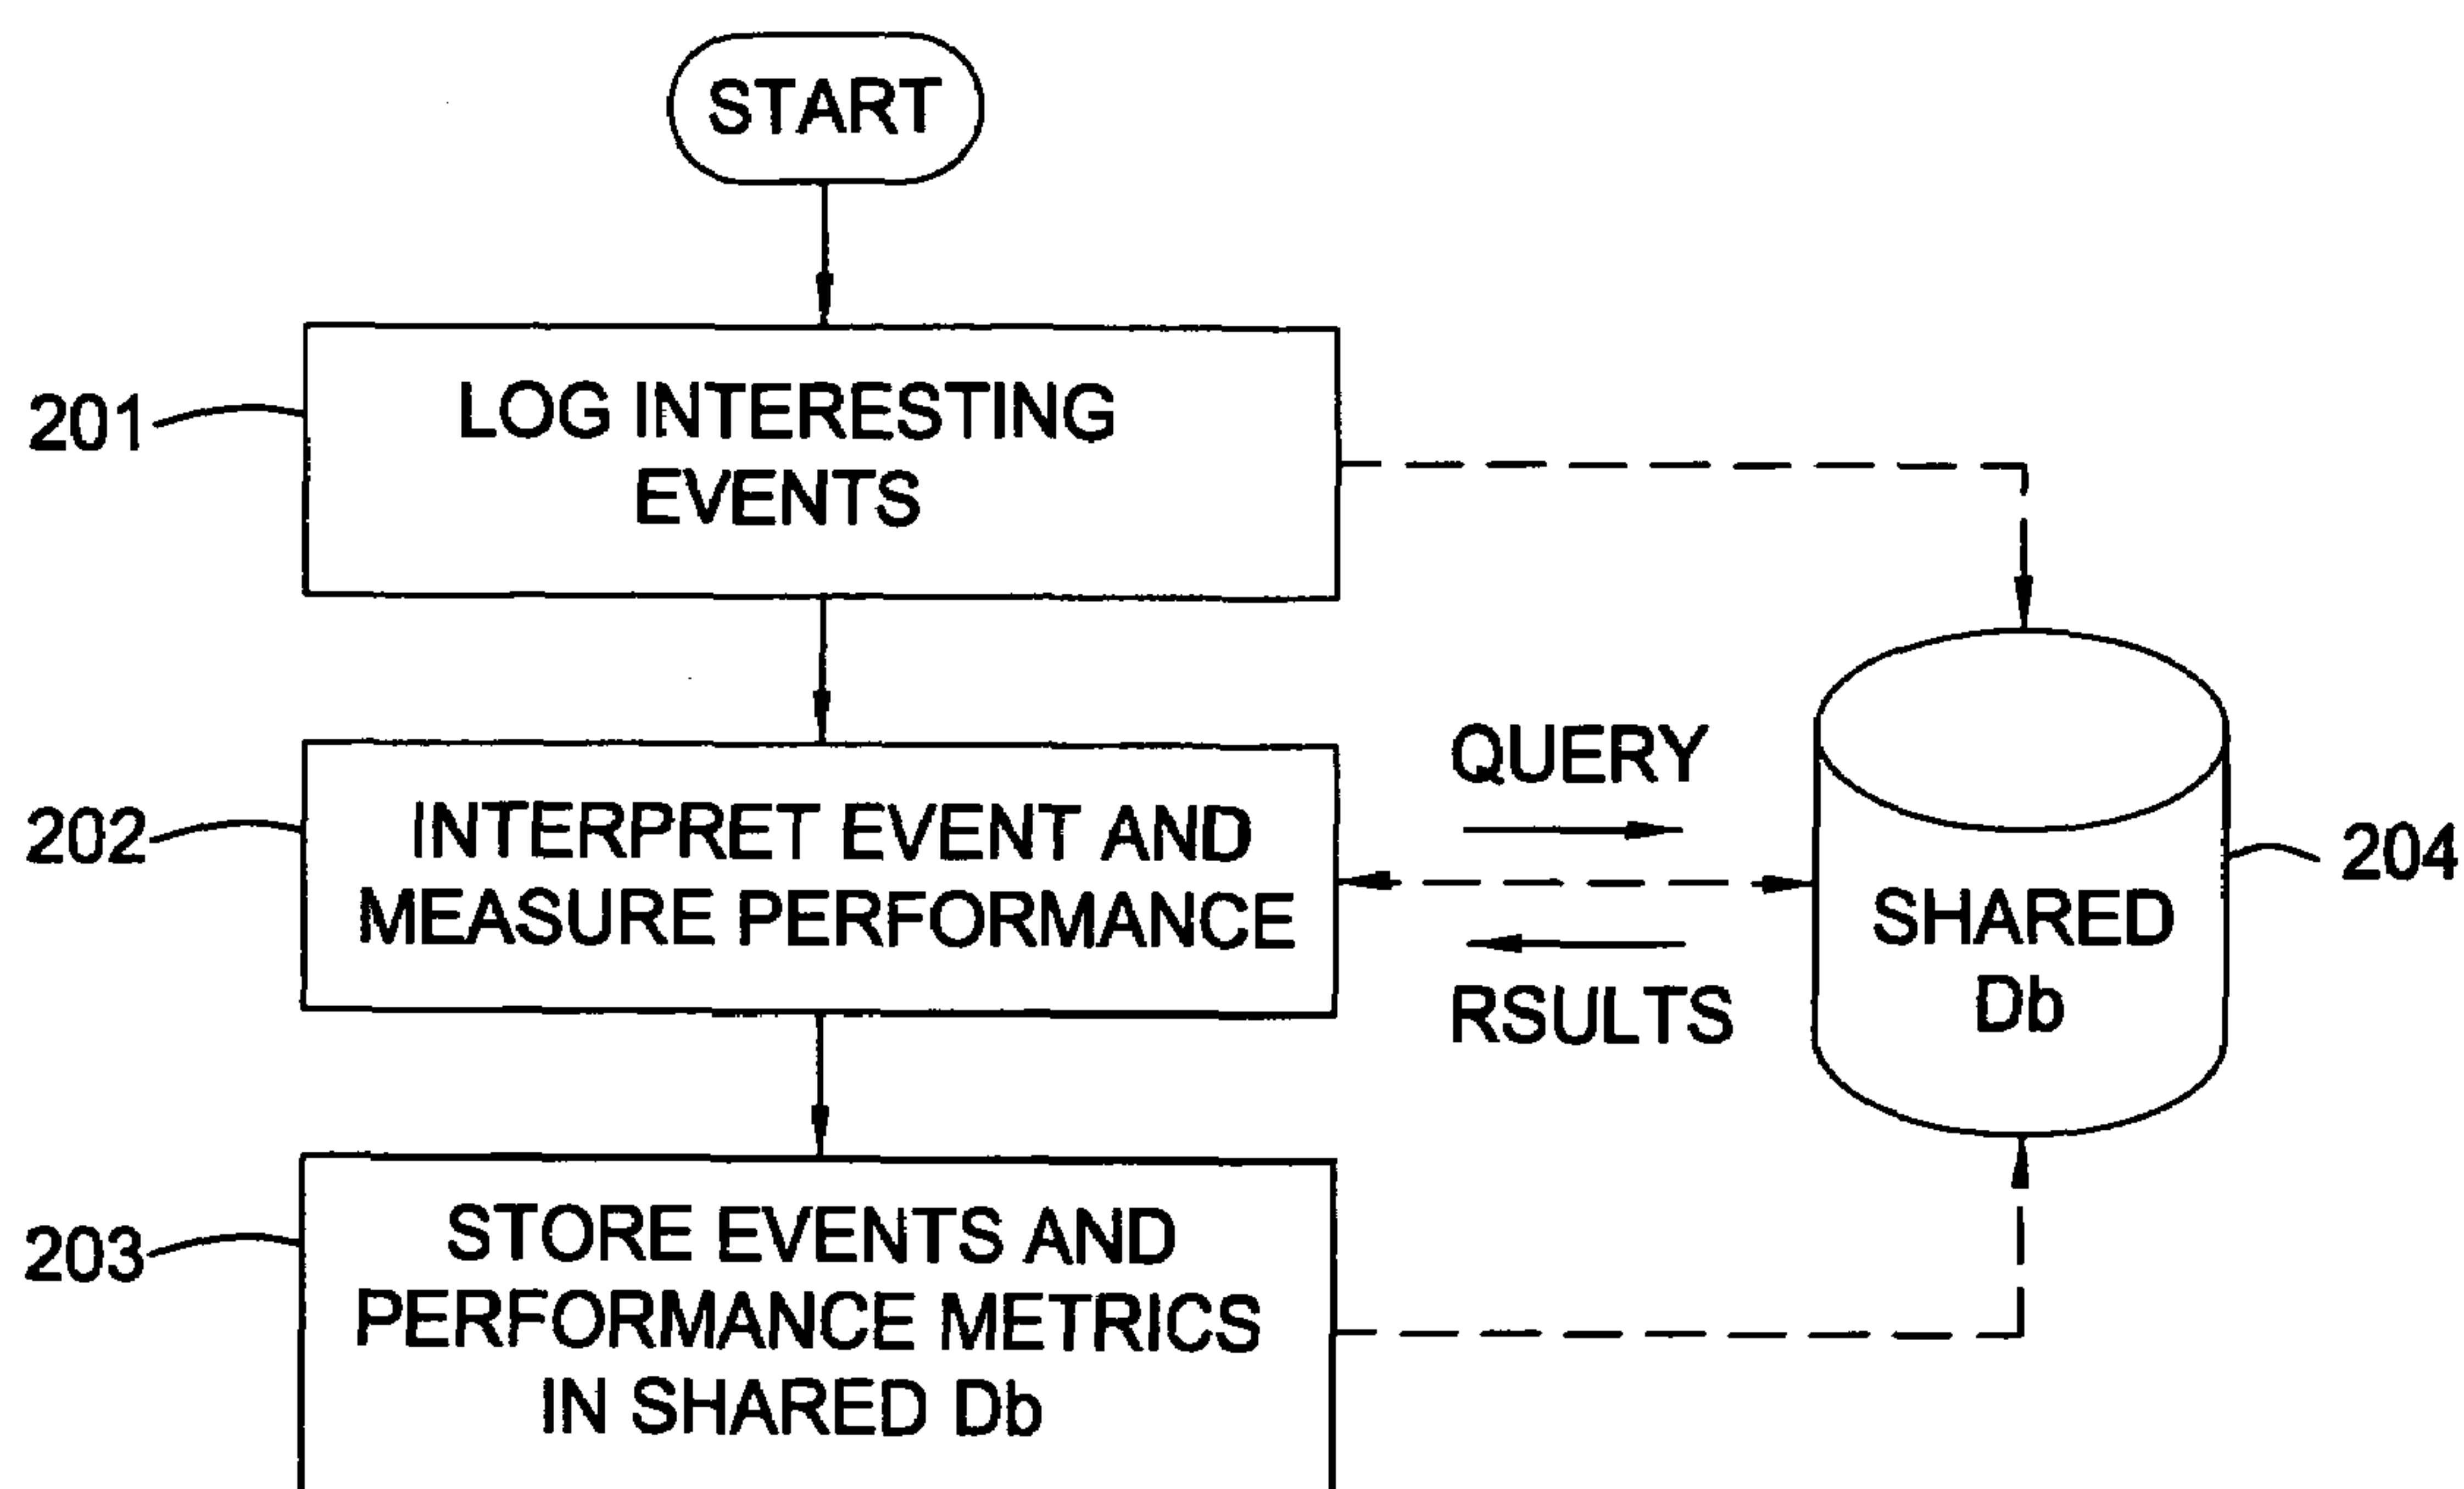 START
201
LOG INTERESTING
EVENTS
202
INTERPRET EVENT AND
MEASURE PERFORMANCE
QUERY
RSULTS
SHARED
Db
204
203
STORE EVENTS AND
PERFORMANCE METRICS
IN SHARED Db